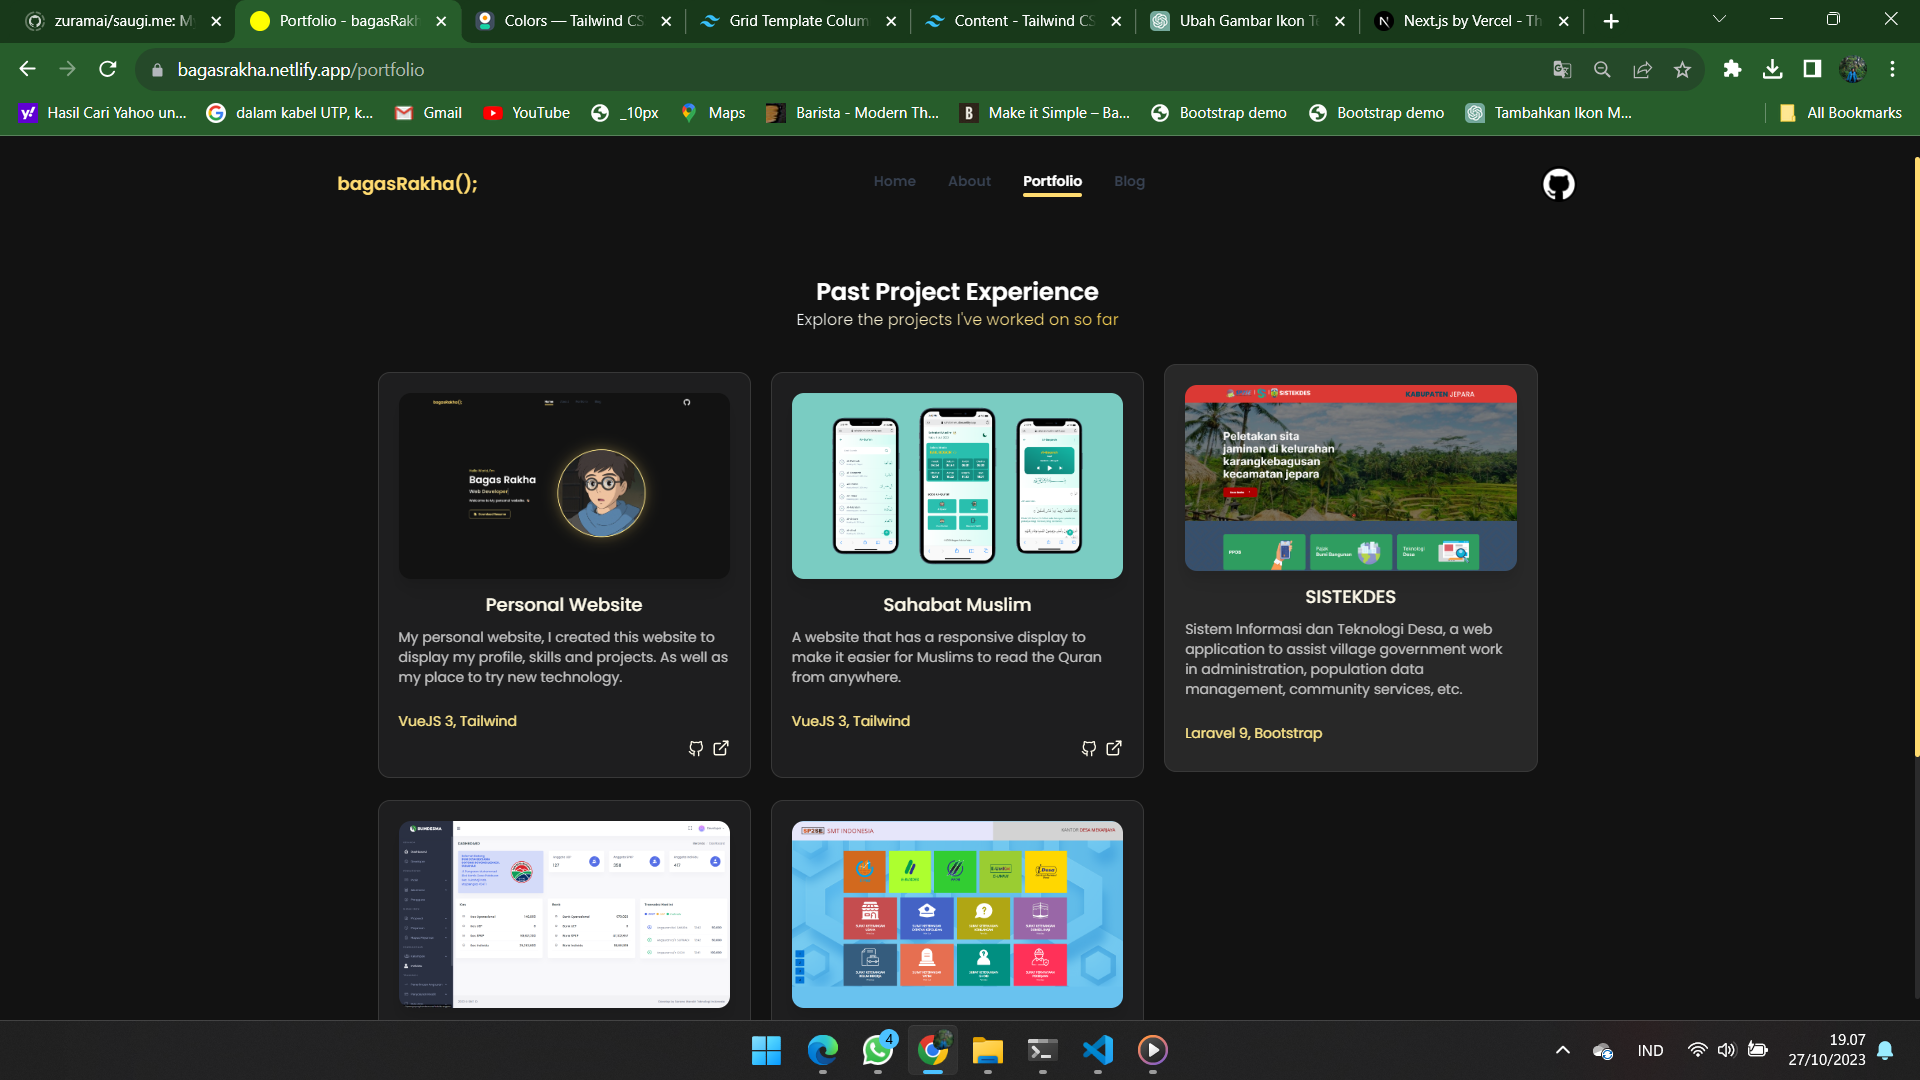 zuramai/saugi.me: M
Portfolio - bagasRakh
Colors — Tailwind CS
Grid Template Colum
Content - Tailwind CS
Ubah Gambar Ikon Te
Next.js by Vercel - Th
bagasrakha.netlify.app/portfolio
Hasil Cari Yahoo un...
dalam kabel UTP, k...
Gmail
YouTube
_10px
Maps
Barista - Modern Th...
Make it Simple – Ba...
Bootstrap demo
Bootstrap demo
Tambahkan Ikon M...
All Bookmarks
bagasRakha();
Home
About
Portfolio
Blog
Past Project Experience
Explore the projects I've worked on so far
Bagas Rakha
Web Developer
SISTEKDES
KABUPATEN JEPARA
Peletakan sita
jaminan di kelurahan
karangkebagusan
kecamatan jepara
Personal Website
My personal website, I created this website to
display my profile, skills and projects. As well as
my place to try new technology.
VueJS 3, Tailwind
Sahabat Muslim
A website that has a responsive display to
make it easier for Muslims to read the Quran
from anywhere.
VueJS 3, Tailwind
SISTEKDES
Sistem Informasi dan Teknologi Desa, a web
application to assist village government work
in administration, population data
management, community services, etc.
Laravel 9, Bootstrap
BUMDESMA
SMT INDONESIA
4
IND
19.07
27/10/2023